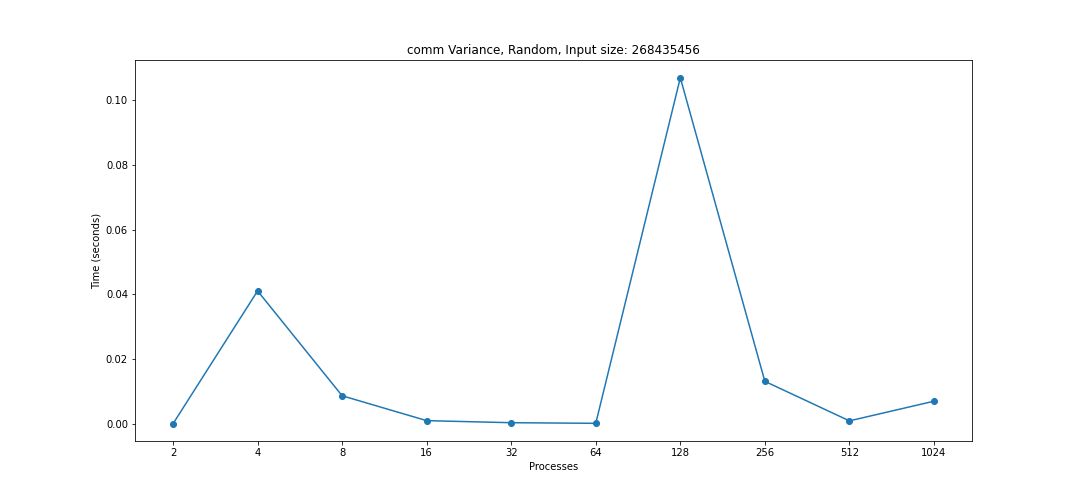 comm Variance, Random, Input size: 268435456
0.10
0.08
0.06
0.04
0.02
0.00
Time (seconds)
2 4 8 16 32 64 128 256 512 1024
Processes